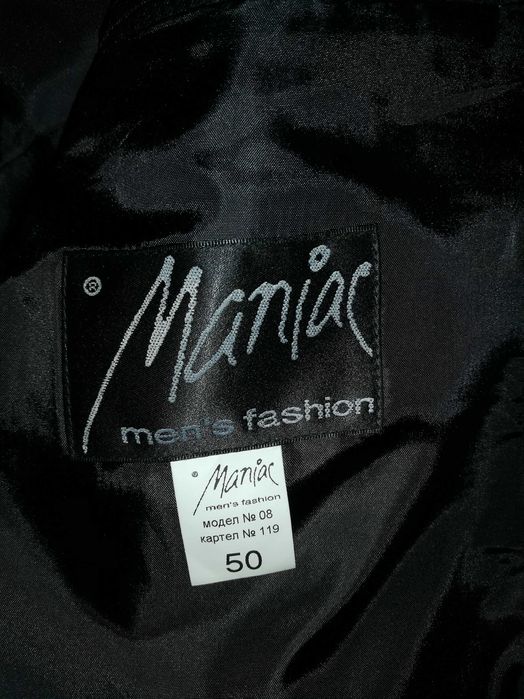 ®
Maniac
men's fashion
® Maniac
men's fashion
модел № 08
картел № 119
50